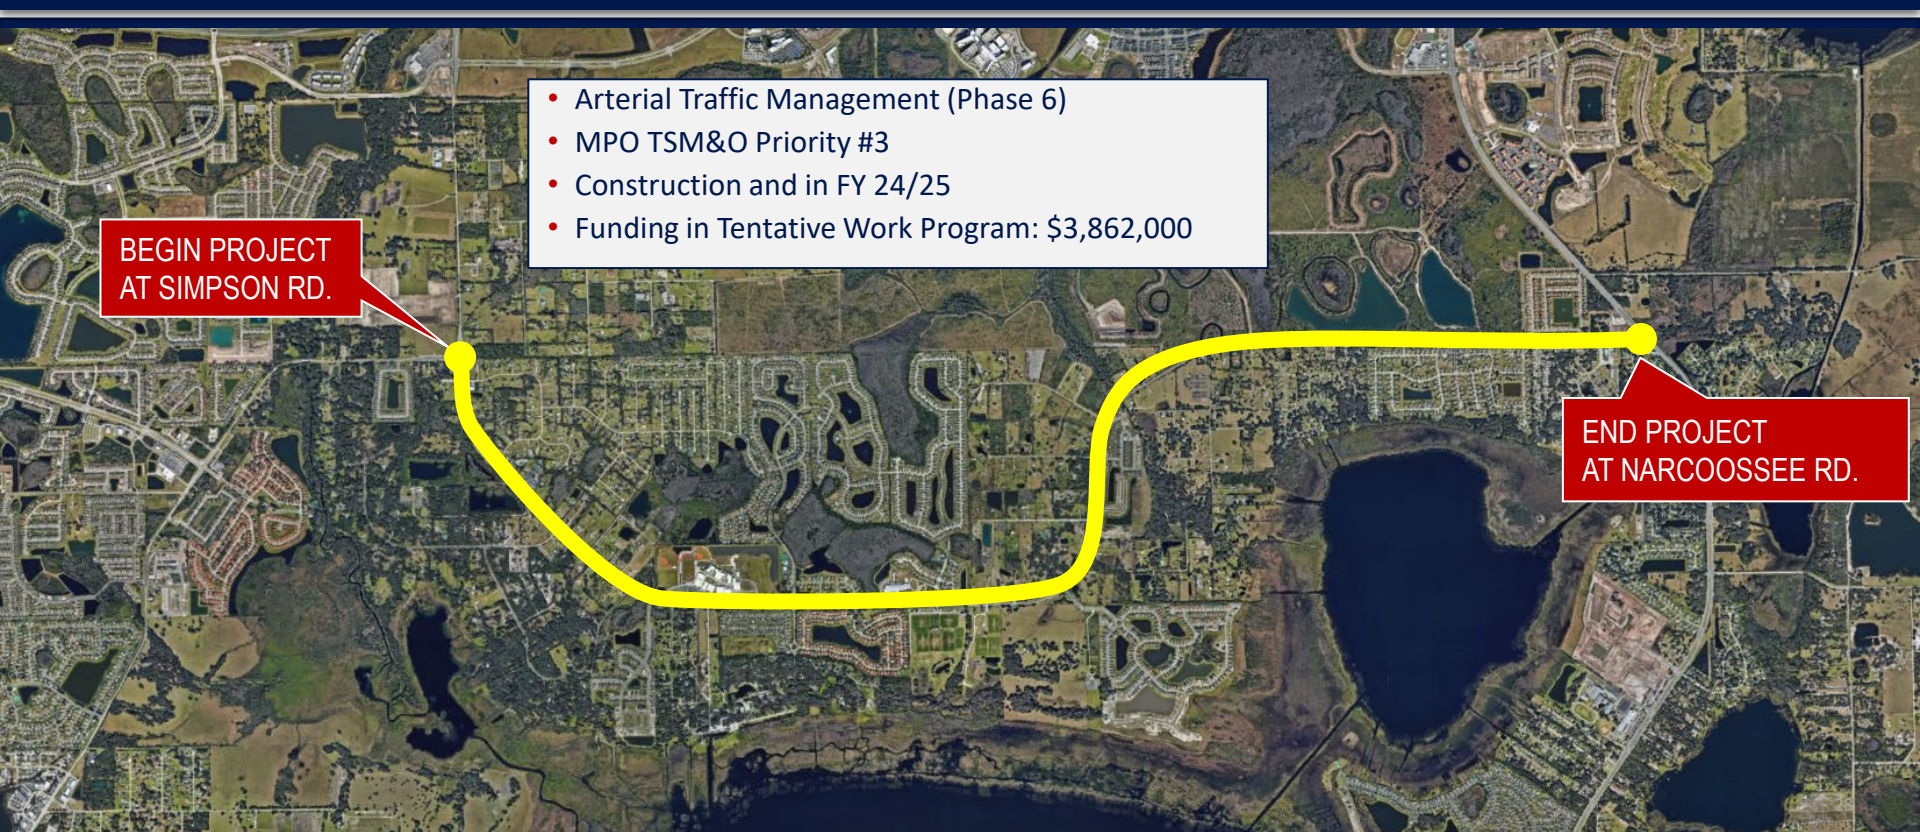 • Arterial Traffic Management (Phase 6)
• MPO TSM&O Priority #3
• Construction and in FY 24/25
• Funding in Tentative Work Program: $3,862,000
BEGIN PROJECT
AT SIMPSON RD.
END PROJECT
AT NARCOOSSEE RD.